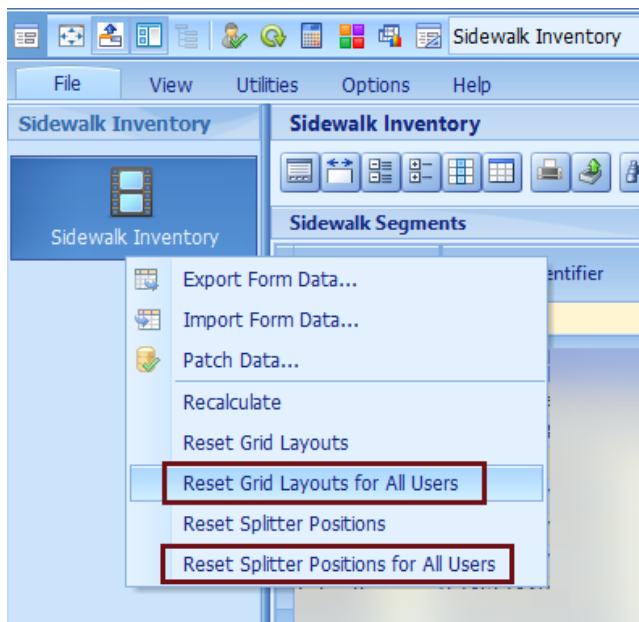 Sidewalk Inventory
File View Utilities Options Help
Sidewalk Inventory
Sidewalk Inventory
Sidewalk Segments
Sidewalk Inventory
entifier
Export Form Data...
Import Form Data...
Patch Data...
Recalculate
Reset Grid Layouts
Reset Grid Layouts for All Users
Reset Splitter Positions
Reset Splitter Positions for All Users